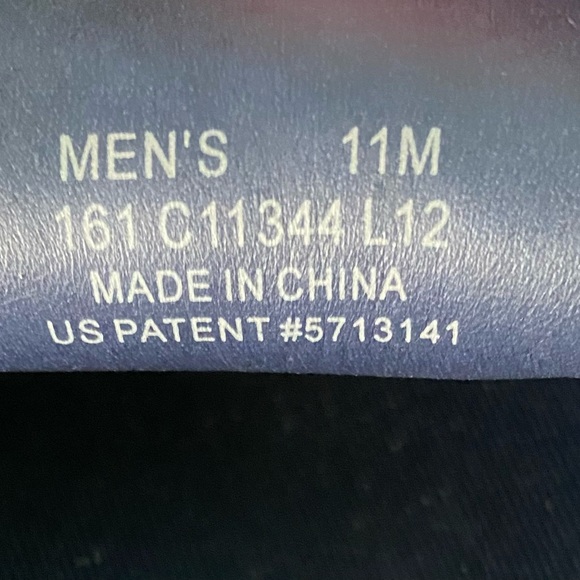 MEN'S 11M
161 C11344 L12
MADE IN CHINA
US PATENT #5713141